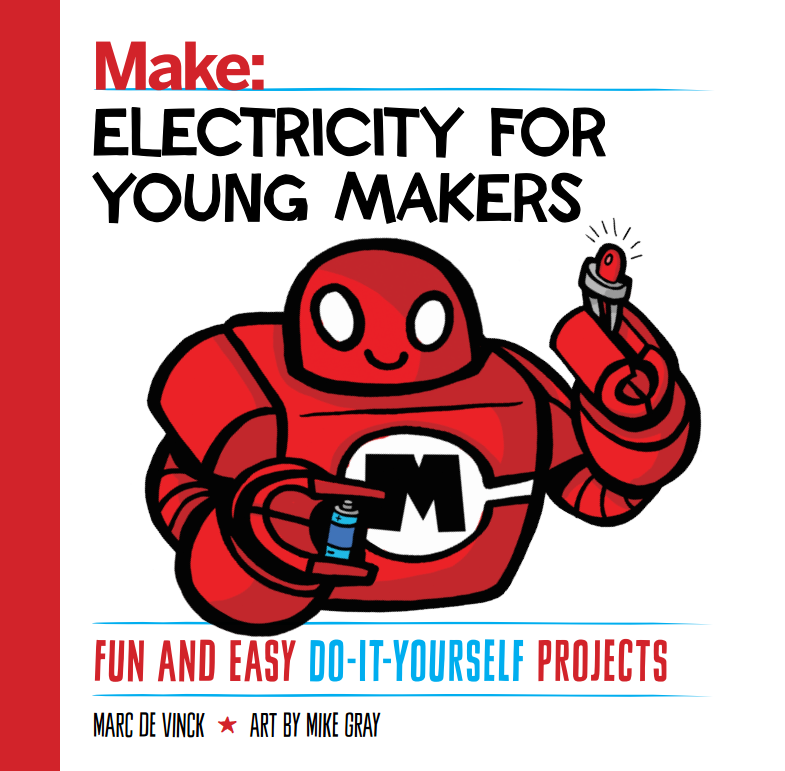 Make:
ELECTRICITY FOR
YOUNG MAKERS
M
+
-
FUN AND EASY DO-IT-YOURSELF PROJECTS
MARC DE VINCK ★ ART BY MIKE GRAY